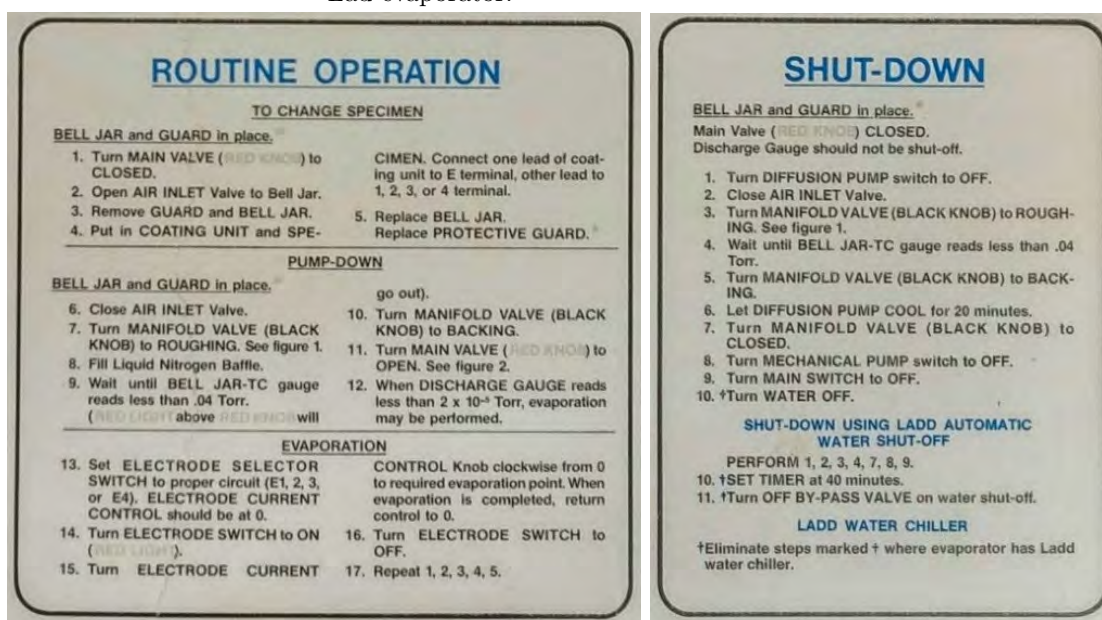 Lad evaporator.
ROUTINE OPERATION
TO CHANGE SPECIMEN
BELL JAR and GUARD in place.*
1. Turn MAIN VALVE (RED KNOB) to
CLOSED.
2. Open AIR INLET Valve to Bell Jar.
3. Remove GUARD and BELL JAR.
4. Put in COATING UNIT and SPE-
CIMEN. Connect one lead of coat-
ing unit to E terminal, other lead to
1, 2, 3, or 4 terminal.
5. Replace BELL JAR.
Replace PROTECTIVE GUARD.*
PUMP-DOWN
BELL JAR and GUARD in place.*
6. Close AIR INLET Valve.
7. Turn MANIFOLD VALVE (BLACK
KNOB) to ROUGHING. See figure 1.
8. Fill Liquid Nitrogen Baffle.
9. Wait until BELL JAR-TC gauge
reads less than .04 Torr.
(RED LIGHT above RED KNOB will
go out).
10. Turn MANIFOLD VALVE (BLACK
KNOB) to BACKING.
11. Turn MAIN VALVE (RED KNOB) to
OPEN. See figure 2.
12. When DISCHARGE GAUGE reads
less than 2 x 10⁻⁵ Torr, evaporation
may be performed.
EVAPORATION
13. Set ELECTRODE SELECTOR
SWITCH to proper circuit (E1, 2, 3,
or E4). ELECTRODE CURRENT
CONTROL should be at 0.
14. Turn ELECTRODE SWITCH to ON
(RED LIGHT).
15. Turn ELECTRODE CURRENT
CONTROL Knob clockwise from 0
to required evaporation point. When
evaporation is completed, return
control to 0.
16. Turn ELECTRODE SWITCH to
OFF.
17. Repeat 1, 2, 3, 4, 5.
SHUT-DOWN
BELL JAR and GUARD in place.*
Main Valve (RED KNOB) CLOSED.
Discharge Gauge should not be shut-off.
1. Turn DIFFUSION PUMP switch to OFF.
2. Close AIR INLET Valve.
3. Turn MANIFOLD VALVE (BLACK KNOB) to ROUGH-
ING. See figure 1.
4. Wait until BELL JAR-TC gauge reads less than .04
Torr.
5. Turn MANIFOLD VALVE (BLACK KNOB) to BACK-
ING.
6. Let DIFFUSION PUMP COOL for 20 minutes.
7. Turn MANIFOLD VALVE (BLACK KNOB) to
CLOSED.
8. Turn MECHANICAL PUMP switch to OFF.
9. Turn MAIN SWITCH to OFF.
10. †Turn WATER OFF.
SHUT-DOWN USING LADD AUTOMATIC
WATER SHUT-OFF
PERFORM 1, 2, 3, 4, 7, 8, 9.
10. †SET TIMER at 40 minutes.
11. †Turn OFF BY-PASS VALVE on water shut-off.
LADD WATER CHILLER
†Eliminate steps marked † where evaporator has Ladd
water chiller.